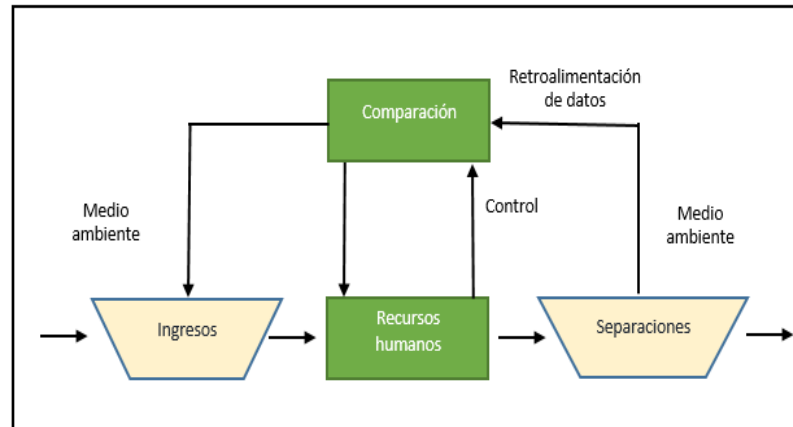 Retroalimentación
de datos
Comparación
Medio
ambiente
Control
Medio
ambiente
Ingresos
Recursos
humanos
Separaciones